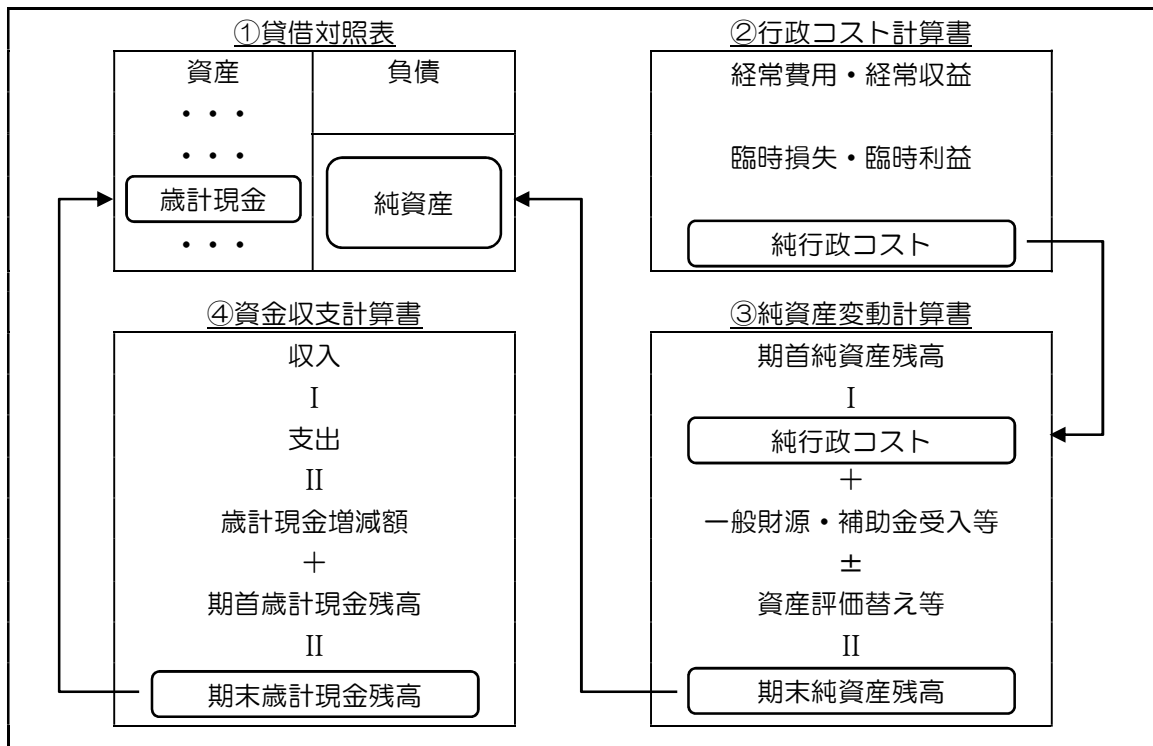 ①貸借対照表
資産
負債
・・・
・・・
歳計現金
純資産
・・・
②行政コスト計算書
経常費用・経常収益
臨時損失・臨時利益
純行政コスト
④資金収支計算書
収入
Ⅰ
支出
Ⅱ
歳計現金増減額
＋
期首歳計現金残高
Ⅱ
期末歳計現金残高
③純資産変動計算書
期首純資産残高
Ⅰ
純行政コスト
＋
一般財源・補助金受入等
±
資産評価替え等
Ⅱ
期末純資産残高